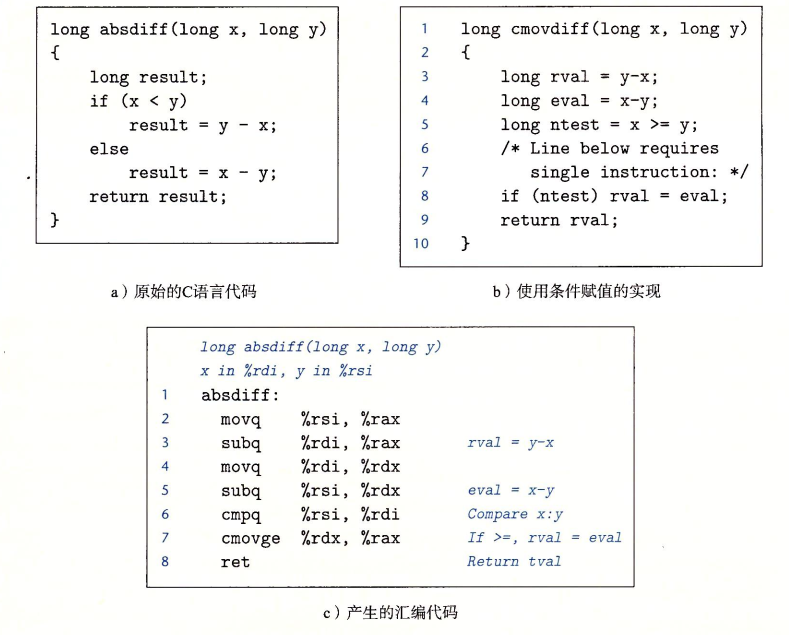 long absdiff(long x, long y)
{
    long result;
    if (x < y)
        result = y - x;
    else
        result = x - y;
    return result;
}
a）原始的C语言代码
1 long cmovdiff(long x, long y)
2 {
3     long rval = y-x;
4     long eval = x-y;
5     long ntest = x >= y;
6     /* Line below requires
7        single instruction: */
8     if (ntest) rval = eval;
9     return rval;
10 }
b）使用条件赋值的实现
long absdiff(long x, long y)
x in %rdi, y in %rsi
1 absdiff:
2   movq    %rsi, %rax
3   subq    %rdi, %rax    rval = y-x
4   movq    %rdi, %rdx
5   subq    %rsi, %rdx    eval = x-y
6   cmpq    %rsi, %rdi    Compare x:y
7   cmovge  %rdx, %rax    If >=, rval = eval
8   ret    Return tval
c）产生的汇编代码